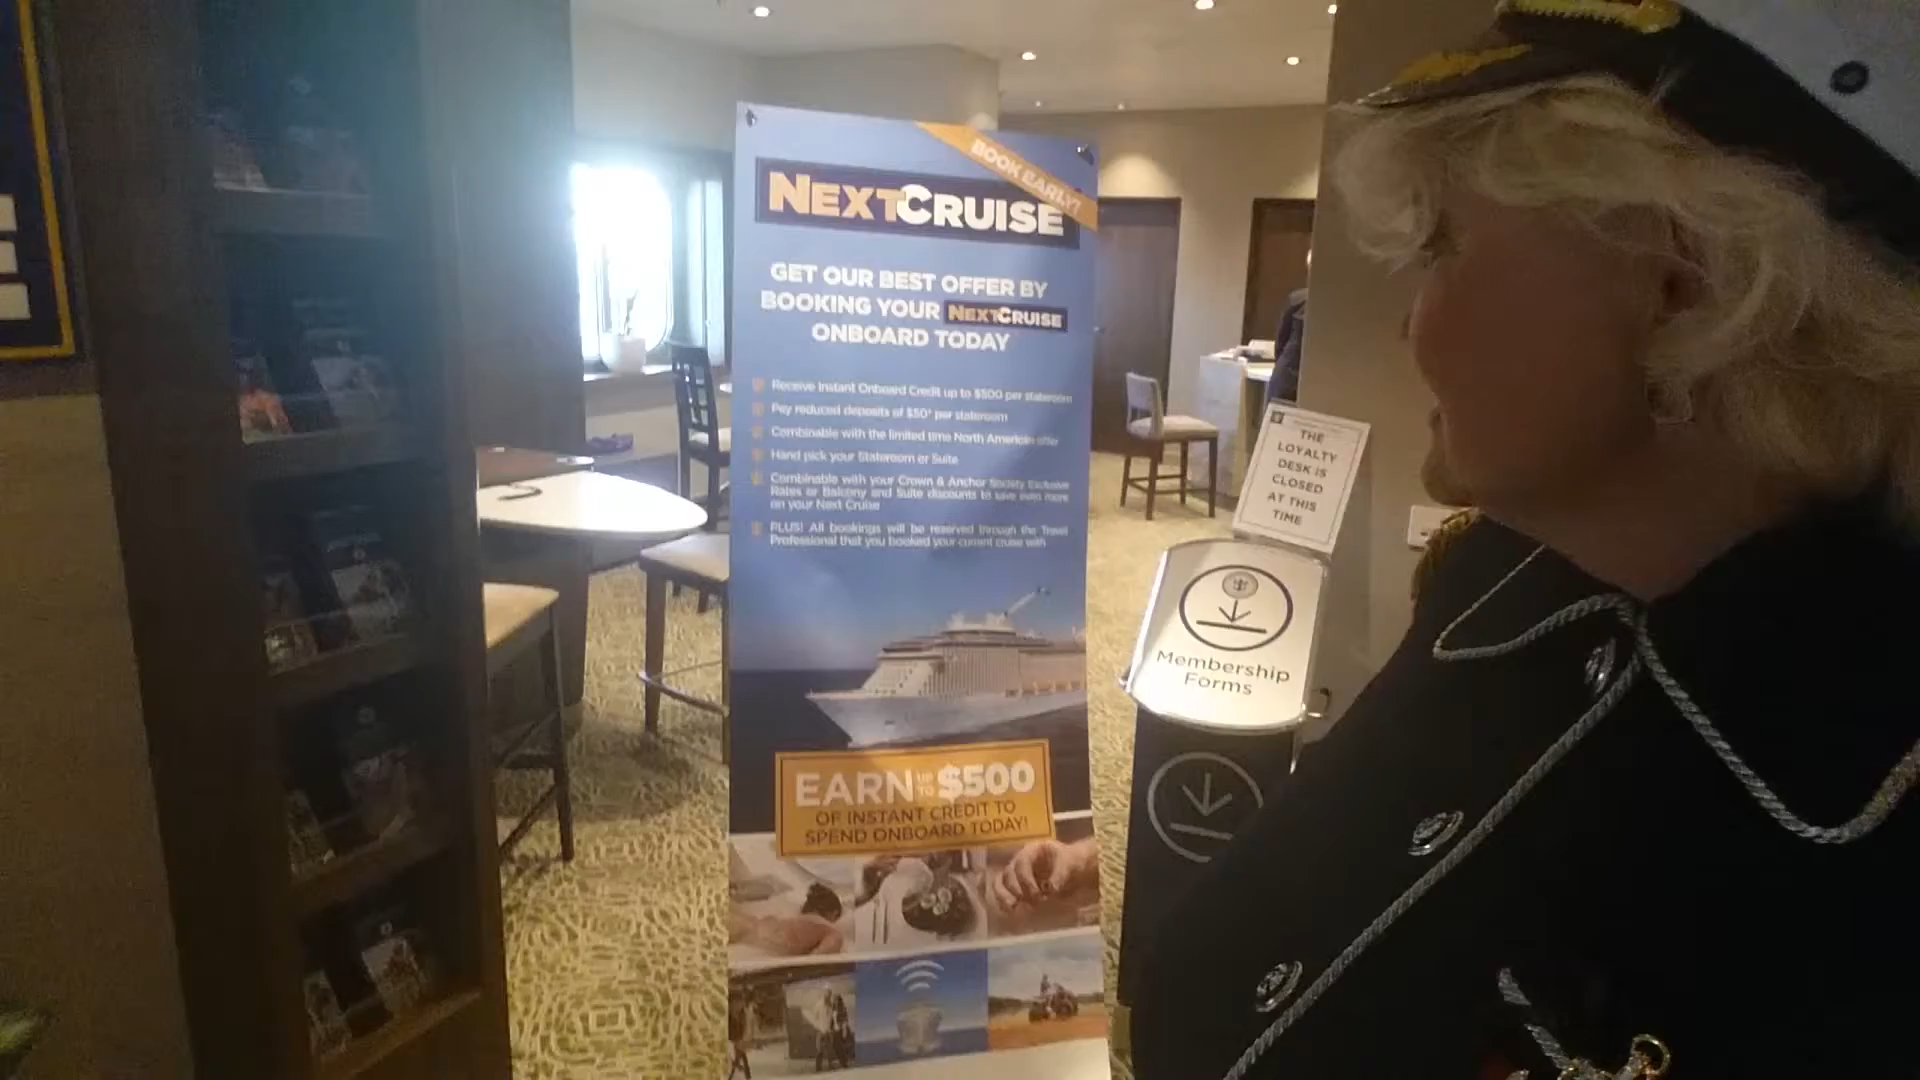 BOOK EARLY!
NEXTCRUISE
GET OUR BEST OFFER BY
BOOKING YOUR NEXTCRUISE
ONBOARD TODAY
Receive Instant Onboard Credit up to $500 per stateroom
Pay reduced deposits of $50* per stateroom
Combinable with the limited time North American offer
Hand pick your Stateroom or Suite
Combinable with your Crown & Anchor Society Exclusive
Rates or Balcony and Suite discounts to save even more
on your Next Cruise
PLUS! All bookings will be reserved through the Travel
Professional that you booked your current cruise with
EARN UP TO $500
OF INSTANT CREDIT TO
SPEND ONBOARD TODAY!
THE
LOYALTY
DESK IS
CLOSED
AT THIS
TIME
Membership
Forms